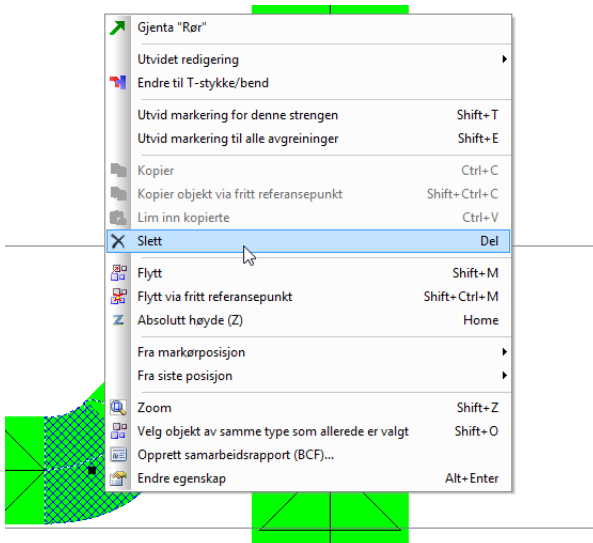 Gjenta "Rør"
Utvidet redigering
Endre til T-stykke/bend
Utvid markering for denne strengen Shift+T
Utvid markering til alle avgreininger Shift+E
Kopier Ctrl+C
Kopier objekt via fritt referansepunkt Shift+Ctrl+C
Lim inn kopierte Ctrl+V
Slett Del
Flytt Shift+M
Flytt via fritt referansepunkt Shift+Ctrl+M
Absolutt høyde (Z) Home
Fra markørposisjon
Fra siste posisjon
Zoom Shift+Z
Velg objekt av samme type som allerede er valgt Shift+O
Opprett samarbeidsrapport (BCF)...
Endre egenskap Alt+Enter